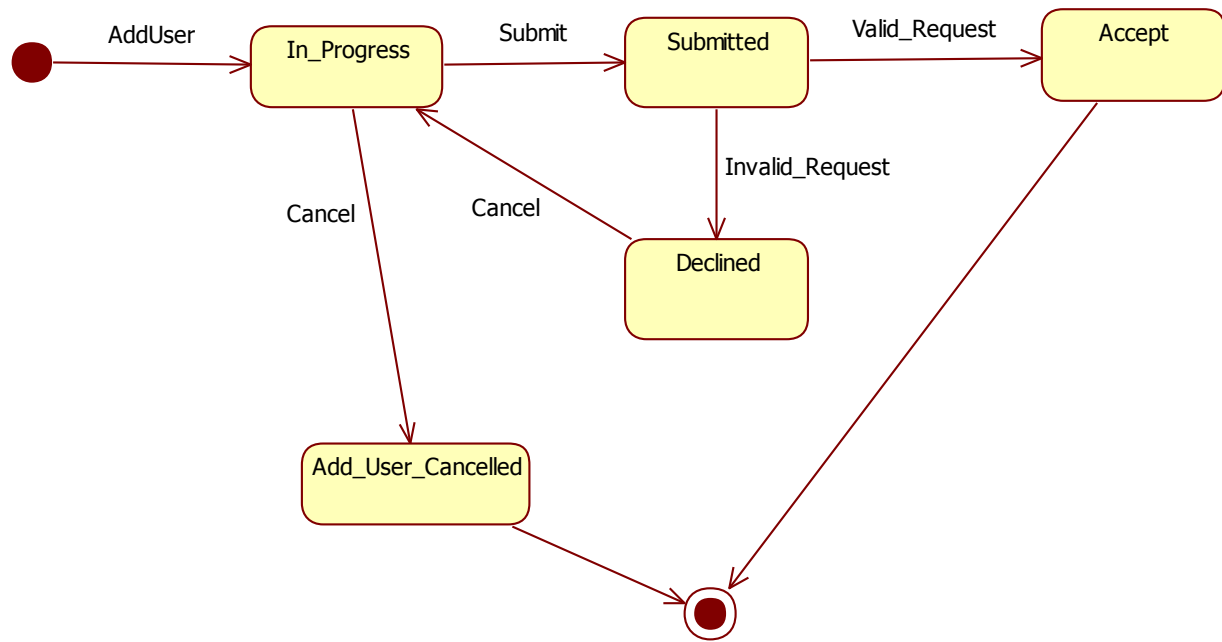 AddUser
In_Progress
Submit
Submitted
Valid_Request
Accept
Invalid_Request
Cancel
Cancel
Declined
Add_User_Cancelled